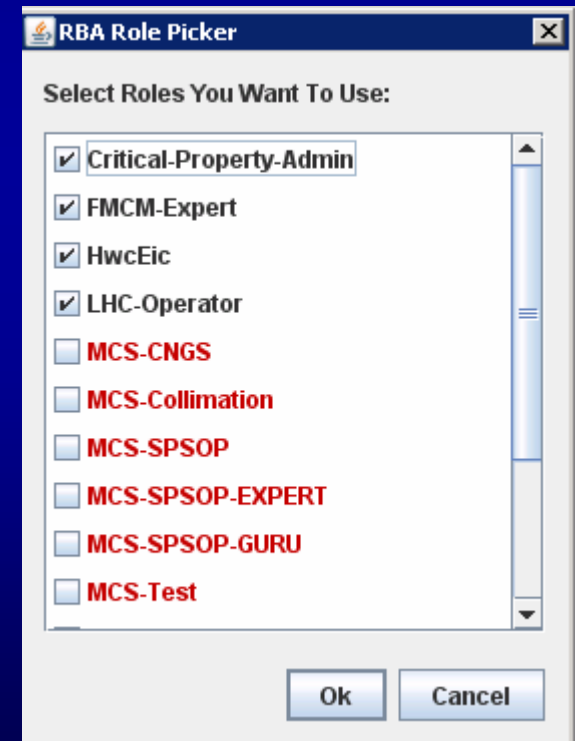 RBA Role Picker
Select Roles You Want To Use:
Critical-Property-Admin
FMCM-Expert
HwcEic
LHC-Operator
MCS-CNGS
MCS-Collimation
MCS-SPSOP
MCS-SPSOP-EXPERT
MCS-SPSOP-GURU
MCS-Test
Ok Cancel